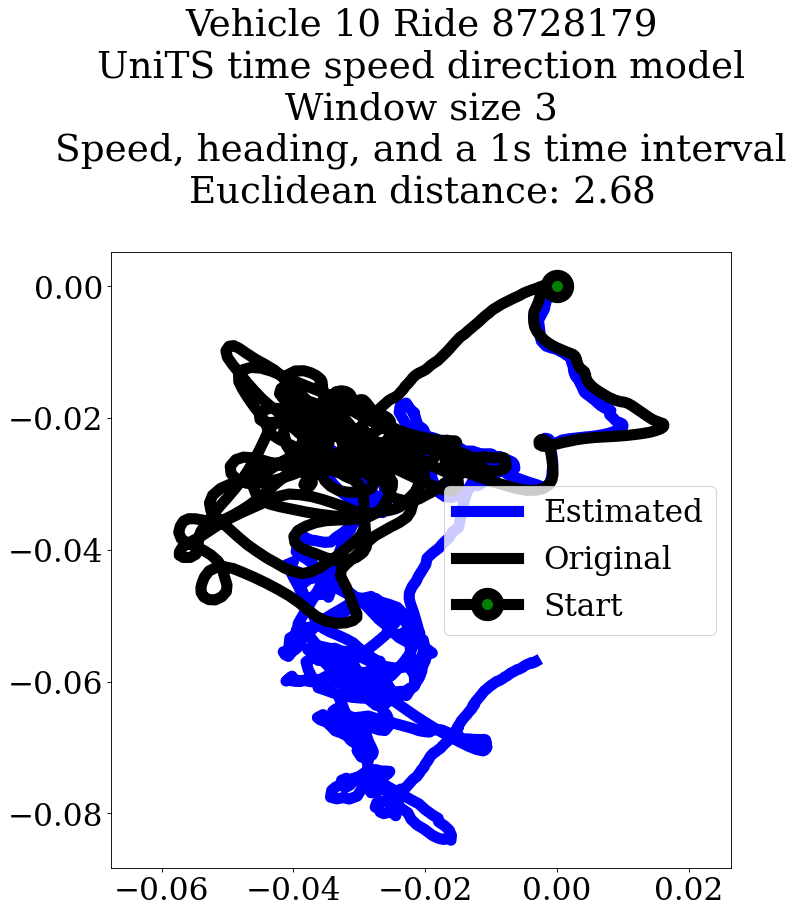 Vehicle 10 Ride 8728179
UniTS time speed direction model
Window size 3
Speed, heading, and a 1s time interval
Euclidean distance: 2.68
0.00
−0.02
−0.04
−0.06
−0.08
Estimated
Original
Start
−0.06
−0.04
−0.02
0.00
0.02